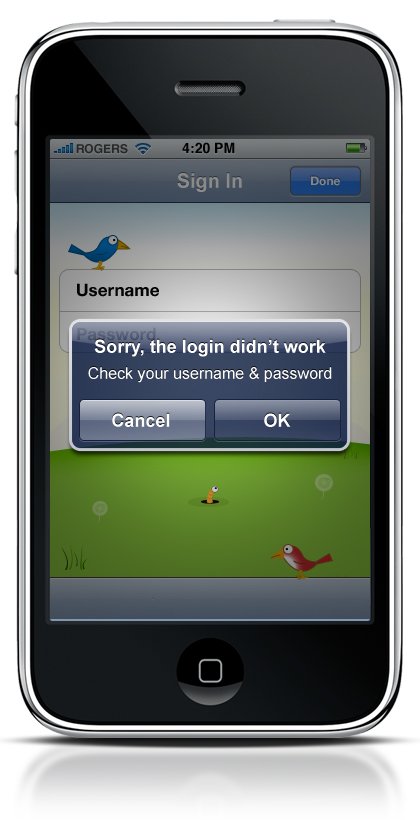 ROGERS 4:20 PM
Sign In Done
Username
Password
Sorry, the login didn't work
Check your username & password
Cancel OK